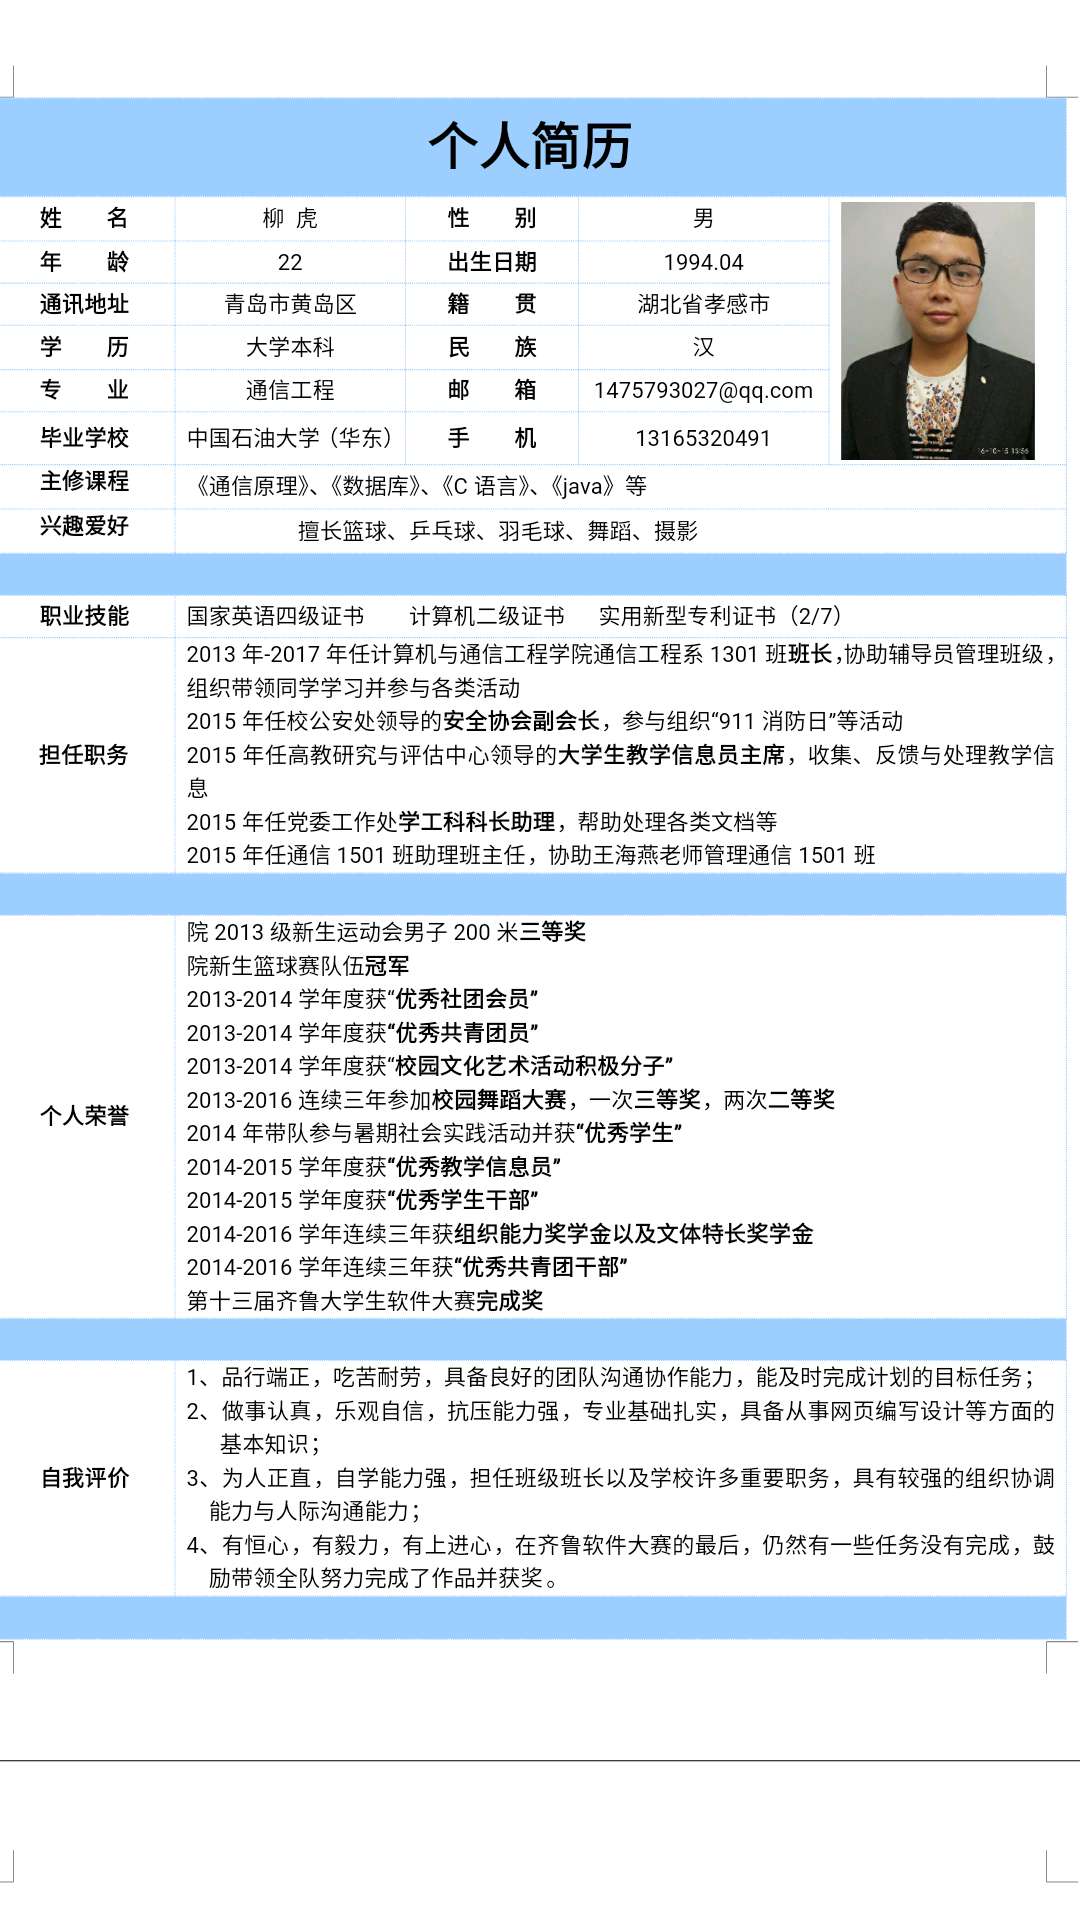 个人简历
姓 名 柳 虎 性 别 男
年 龄 22 出生日期 1994.04
通讯地址 青岛市黄岛区 籍 贯 湖北省孝感市
学 历 大学本科 民 族 汉
专 业 通信工程 邮 箱 1475793027@qq.com
毕业学校 中国石油大学（华东） 手 机 13165320491
主修课程 《通信原理》、《数据库》、《C 语言》、《java》等
兴趣爱好 擅长篮球、乒乓球、羽毛球、舞蹈、摄影
职业技能 国家英语四级证书 计算机二级证书 实用新型专利证书（2/7）
担任职务
2013 年-2017 年任计算机与通信工程学院通信工程系 1301 班班长，协助辅导员管理班级，
组织带领同学学习并参与各类活动
2015 年任校公安处领导的安全协会副会长，参与组织“911 消防日”等活动
2015 年任高教研究与评估中心领导的大学生教学信息员主席，收集、反馈与处理教学信
息
2015 年任党委工作处学工科科长助理，帮助处理各类文档等
2015 年任通信 1501 班助理班主任，协助王海燕老师管理通信 1501 班
个人荣誉
院 2013 级新生运动会男子 200 米三等奖
院新生篮球赛队伍冠军
2013-2014 学年度获“优秀社团会员”
2013-2014 学年度获“优秀共青团员”
2013-2014 学年度获“校园文化艺术活动积极分子”
2013-2016 连续三年参加校园舞蹈大赛，一次三等奖，两次二等奖
2014 年带队参与暑期社会实践活动并获“优秀学生”
2014-2015 学年度获“优秀教学信息员”
2014-2015 学年度获“优秀学生干部”
2014-2016 学年连续三年获组织能力奖学金以及文体特长奖学金
2014-2016 学年连续三年获“优秀共青团干部”
第十三届齐鲁大学生软件大赛完成奖
自我评价
1、品行端正，吃苦耐劳，具备良好的团队沟通协作能力，能及时完成计划的目标任务；
2、做事认真，乐观自信，抗压能力强，专业基础扎实，具备从事网页编写设计等方面的
基本知识；
3、为人正直，自学能力强，担任班级班长以及学校许多重要职务，具有较强的组织协调
能力与人际沟通能力；
4、有恒心，有毅力，有上进心，在齐鲁软件大赛的最后，仍然有一些任务没有完成，鼓
励带领全队努力完成了作品并获奖。